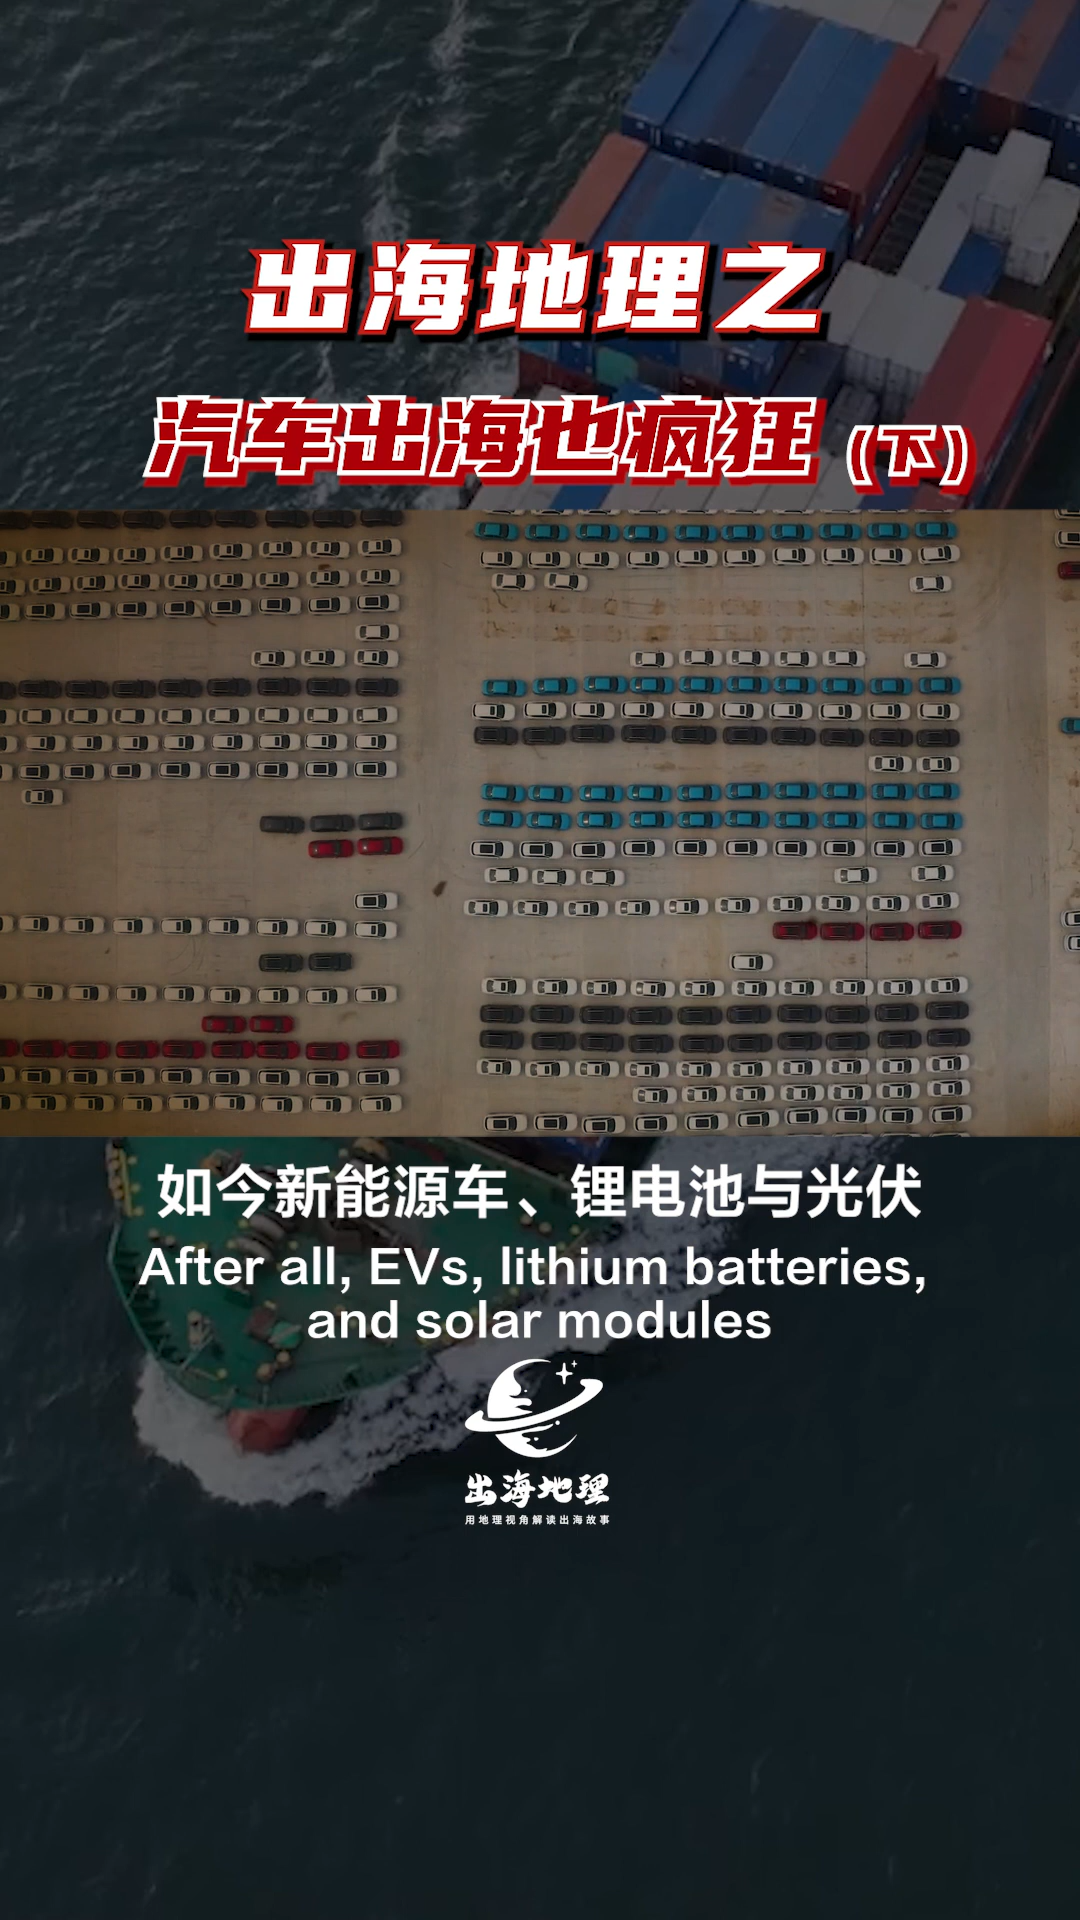 出海地理之
汽车出海也疯狂（下）
如今新能源车、锂电池与光伏
After all, EVs, lithium batteries,
and solar modules
出海地理
用地理视角解读出海故事